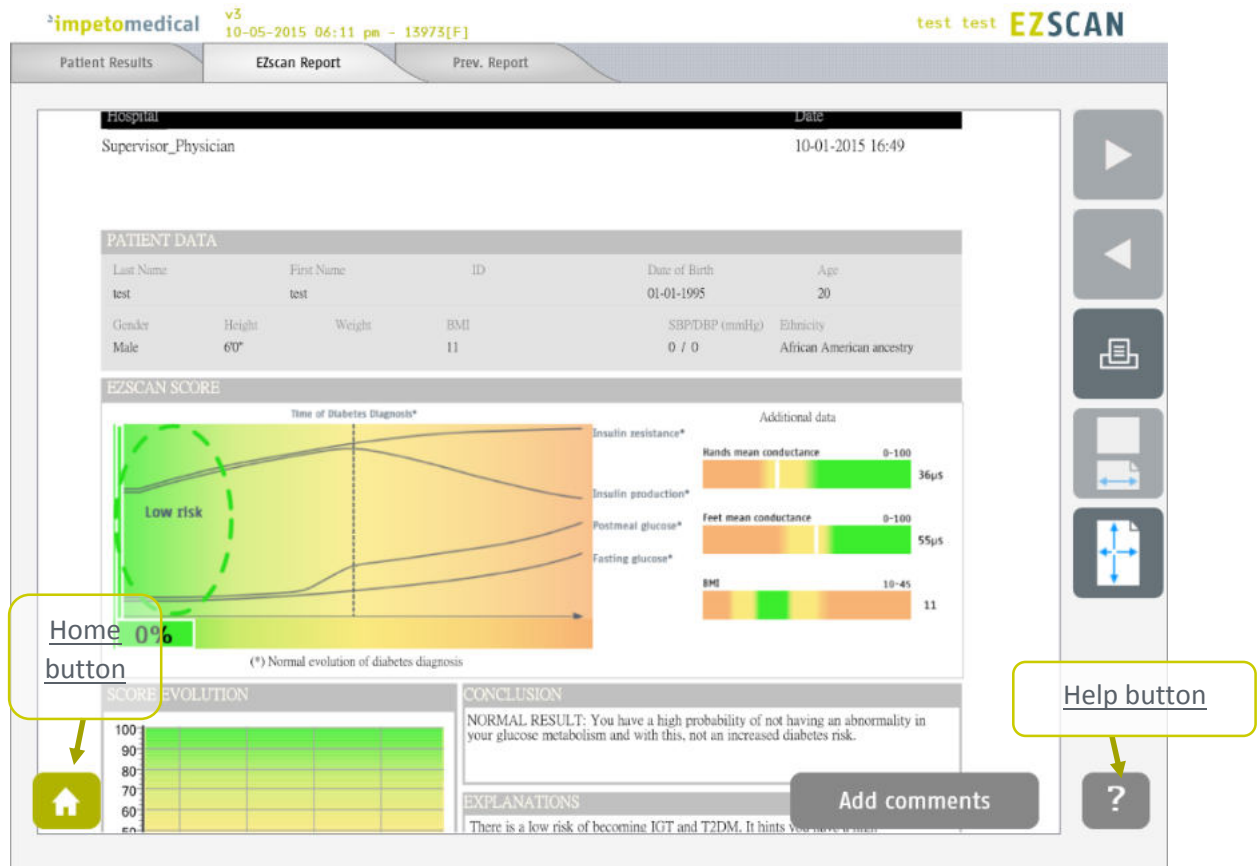 impetomedical
v3
10-05-2015 06:11 pm - 13973[F]
test test EZSCAN
Patient Results
EZscan Report
Prev. Report
Hospital Date
Supervisor_Physician 10-01-2015 16:49
PATIENT DATA
Last Name First Name ID Date of Birth Age
test test 01-01-1995 20
Gender Height Weight BMI SBP/DBP (mmHg) Ethnicity
Male 6'0" 11 0 / 0 African American ancestry
EZSCAN SCORE
Time of Diabetes Diagnosis*
Insulin resistance*
Insulin production*
Postmeal glucose*
Fasting glucose*
Low risk
0%
(*) Normal evolution of diabetes diagnosis
Additional data
Hands mean conductance 0-100
36µs
Feet mean conductance 0-100
55µs
BMI 10-45
11
Home
button
SCORE EVOLUTION
100
90
80
70
60
50
CONCLUSION
NORMAL RESULT: You have a high probability of not having an abnormality in
your glucose metabolism and with this, not an increased diabetes risk.
EXPLANATIONS
There is a low risk of becoming IGT and T2DM. It hints you have a high
Add comments
Help button
?